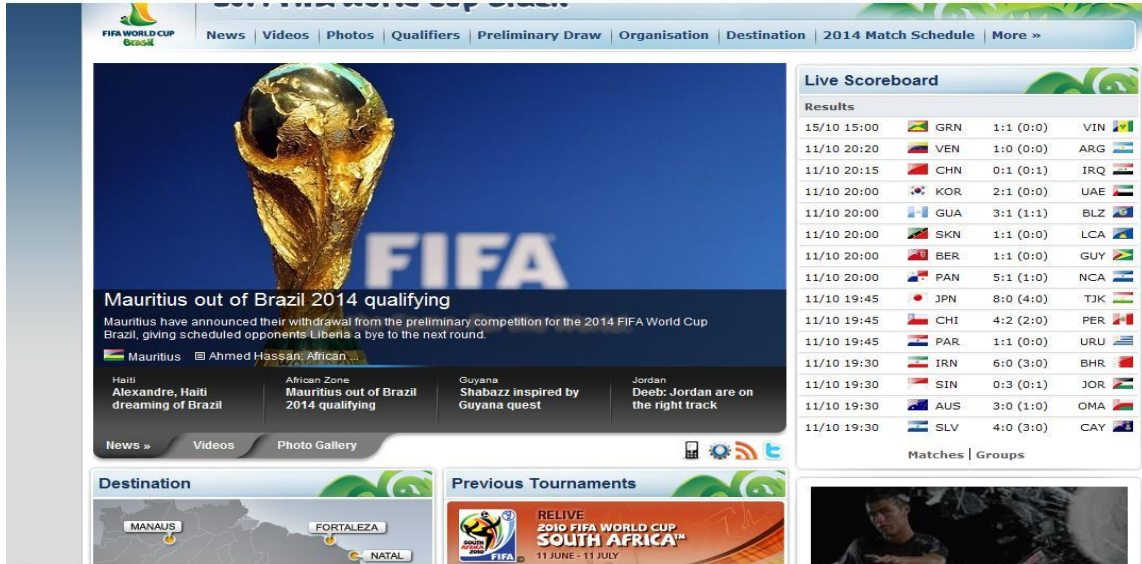 2014 FIFA World Cup Brazil
FIFA WORLD CUP
Brasil
News | Videos | Photos | Qualifiers | Preliminary Draw | Organisation | Destination | 2014 Match Schedule | More »
FIFA
Mauritius out of Brazil 2014 qualifying
Mauritius have announced their withdrawal from the preliminary competition for the 2014 FIFA World Cup
Brazil, giving scheduled opponents Liberia a bye to the next round.
Mauritius Ahmed Hassan: African ...
Haiti
Alexandre, Haiti
dreaming of Brazil
African Zone
Mauritius out of Brazil
2014 qualifying
Guyana
Shabazz inspired by
Guyana quest
Jordan
Deeb: Jordan are on
the right track
News » Videos Photo Gallery
Live Scoreboard
Results
15/10 15:00 GRN 1:1 (0:0) VIN
11/10 20:20 VEN 1:0 (0:0) ARG
11/10 20:15 CHN 0:1 (0:1) IRQ
11/10 20:00 KOR 2:1 (0:0) UAE
11/10 20:00 GUA 3:1 (1:1) BLZ
11/10 20:00 SKN 1:1 (0:0) LCA
11/10 20:00 BER 1:1 (0:0) GUY
11/10 20:00 PAN 5:1 (1:0) NCA
11/10 19:45 JPN 8:0 (4:0) TJK
11/10 19:45 CHI 4:2 (2:0) PER
11/10 19:45 PAR 1:1 (0:0) URU
11/10 19:30 IRN 6:0 (3:0) BHR
11/10 19:30 SIN 0:3 (0:1) JOR
11/10 19:30 AUS 3:0 (1:0) OMA
11/10 19:30 SLV 4:0 (3:0) CAY
Matches | Groups
Destination
MANAUS
FORTALEZA
NATAL
Previous Tournaments
SOUTH AFRICA
2010
FIFA
RELIVE
2010 FIFA WORLD CUP
SOUTH AFRICA™
11 JUNE - 11 JULY